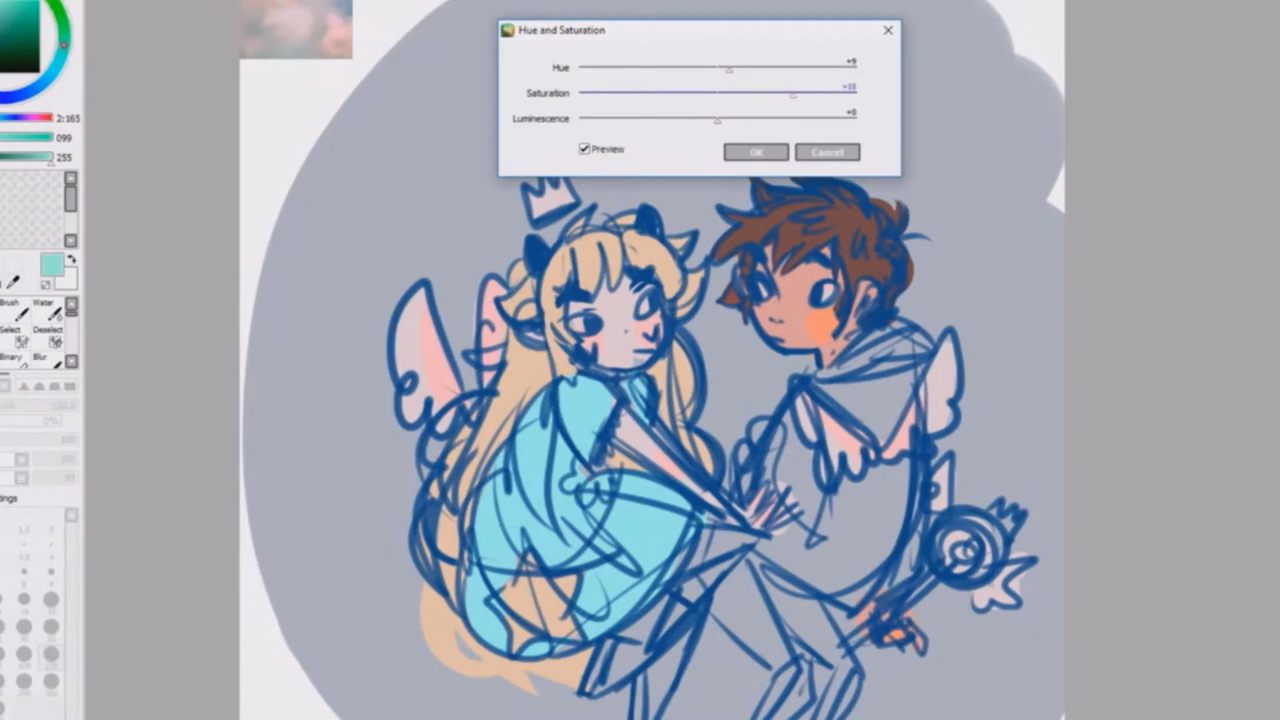 Hue and Saturation
Hue
+9
Saturation
Luminescence
+0
Preview
OK
Cancel
2:165
099
255
Brush
Water
Select
Deselect
Binary
Blur
ngs